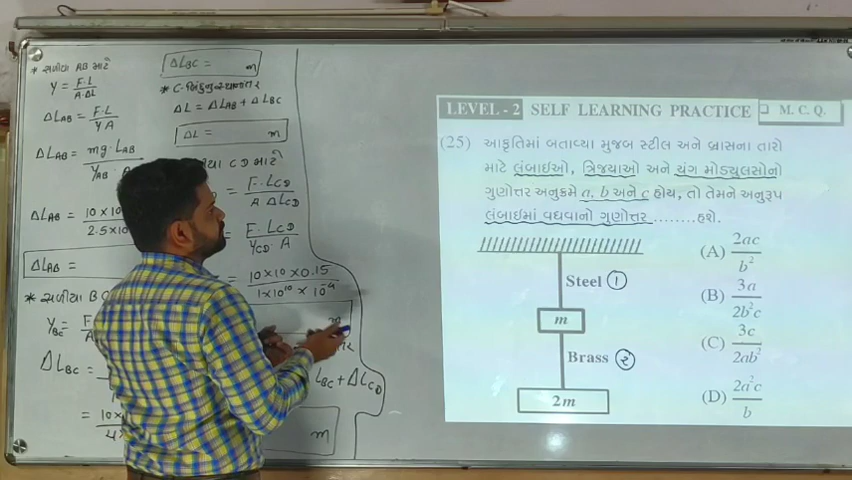 * સળીયા AB માટે
Y = F·L / A·ΔL
ΔL_AB = F·L / Y A
ΔL_AB = mg·L_AB / Y_AB ·
ΔL_AB = 10 × 10 / 2.5×10
ΔL_AB =
* સળીયા B
Y_BC = F / A
ΔL_BC =
= 10× / 4×
ΔL_BC = m
* C-બિંદુનું સ્થાનાંતર
ΔL = ΔL_AB + ΔL_BC
ΔL = m
CD માટે
= F·L_CD / A ΔL_CD
= F·L_CD / Y_CD·A
= 10×10×0.15 / 1×10¹⁰ × 10⁻⁴
m
L_BC + ΔL_CD
m
LEVEL - 2 SELF LEARNING PRACTICE ❑ M. C. Q.
(25) આકૃતિમાં બતાવ્યા મુજબ સ્ટીલ અને બ્રાસના તારો
માટે લંબાઈઓ, ત્રિજ્યાઓ અને યંગ મોડ્યુલસોનો
ગુણોત્તર અનુક્રમે a, b અને c હોય, તો તેમને અનુરૂપ
લંબાઈમાં વધવાનો ગુણોત્તર ........હશે.
Steel ①
m
Brass ②
2m
(A) 2ac / b²
(B) 3a / 2b²c
(C) 3c / 2ab²
(D) 2a²c / b